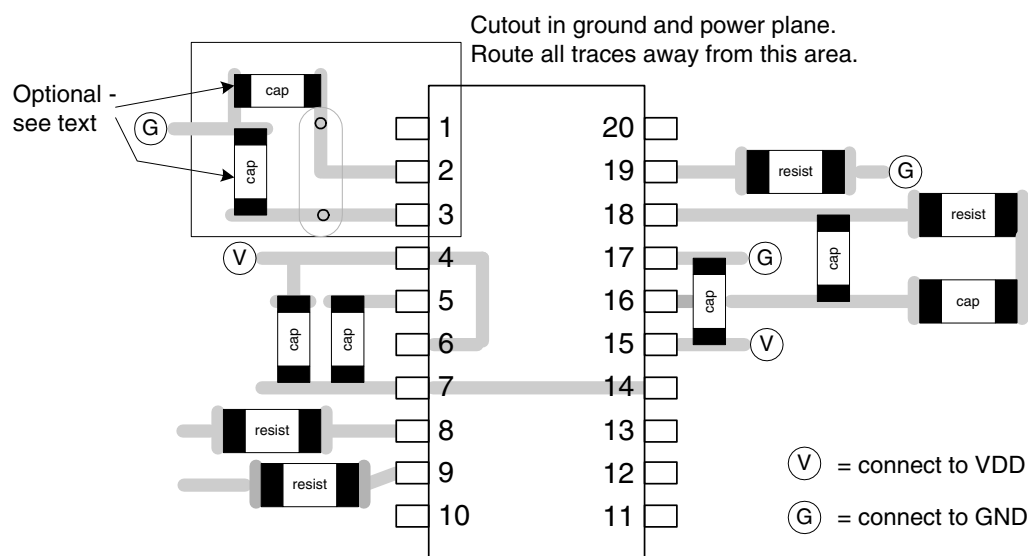 Cutout in ground and power plane.
Route all traces away from this area.
Optional -
see text
cap
G
cap
1
2
3
V
4
5
6
cap
cap
7
8
resist
9
resist
10
20
19
resist
G
18
resist
cap
17
G
16
cap
cap
15
V
14
13
12
11
V = connect to VDD
G = connect to GND